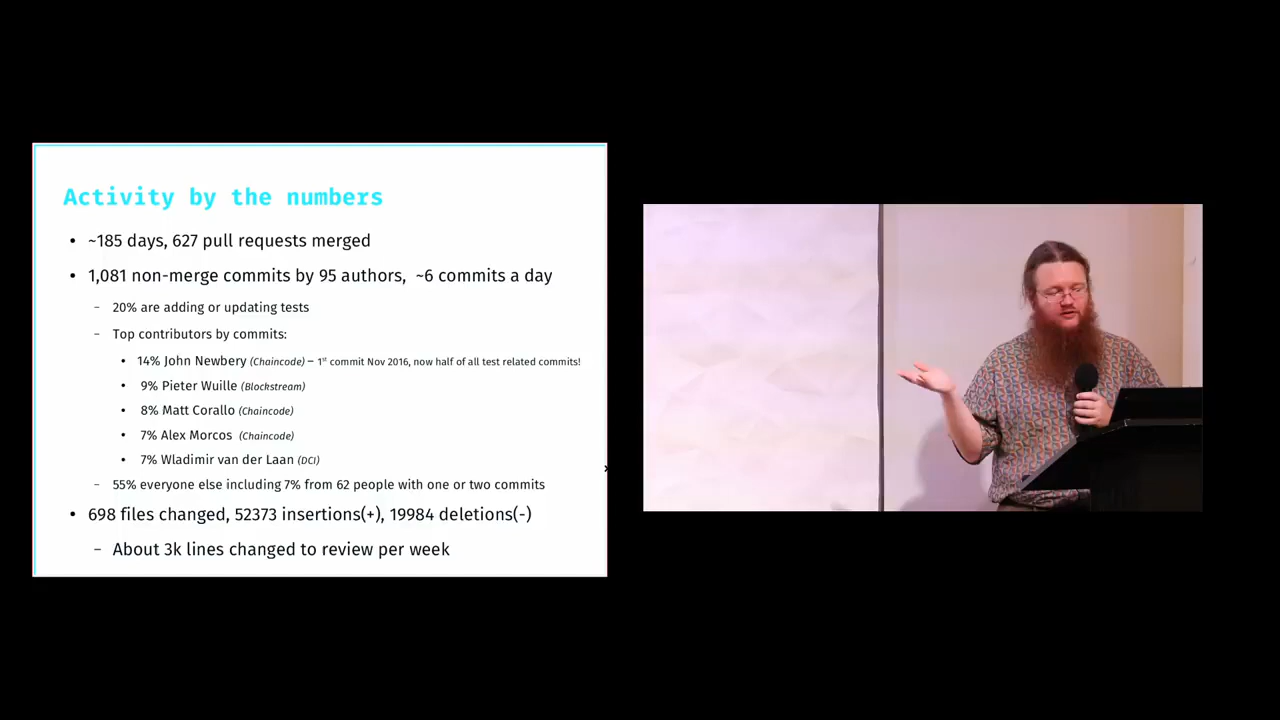 Activity by the numbers
• ~185 days, 627 pull requests merged
• 1,081 non-merge commits by 95 authors, ~6 commits a day
– 20% are adding or updating tests
– Top contributors by commits:
• 14% John Newbery (Chaincode) – 1st commit Nov 2016, now half of all test related commits!
• 9% Pieter Wuille (Blockstream)
• 8% Matt Corallo (Chaincode)
• 7% Alex Morcos (Chaincode)
• 7% Wladimir van der Laan (DCI)
– 55% everyone else including 7% from 62 people with one or two commits
• 698 files changed, 52373 insertions(+), 19984 deletions(-)
– About 3k lines changed to review per week